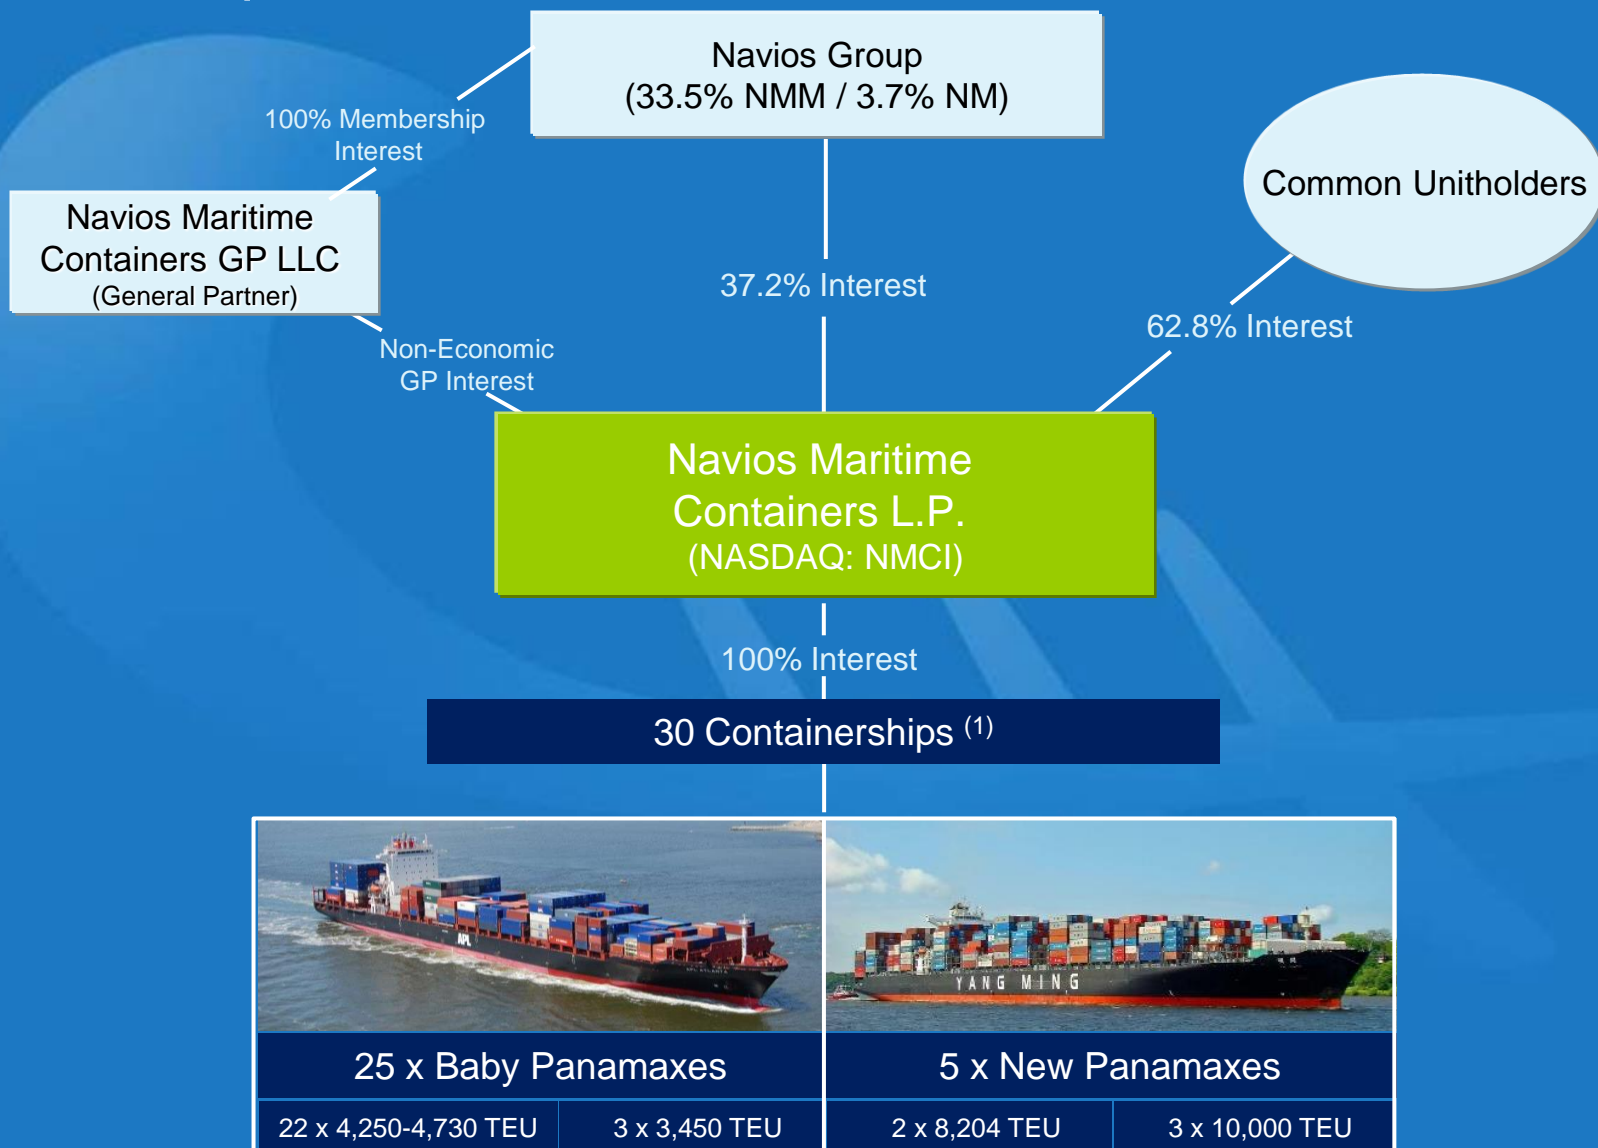 Navios Group
(33.5% NMM / 3.7% NM)
100% Membership
Interest
Common Unitholders
Navios Maritime
Containers GP LLC
(General Partner)
37.2% Interest
62.8% Interest
Non-Economic
GP Interest
Navios Maritime
Containers L.P.
(NASDAQ: NMCI)
100% Interest
30 Containerships (1)
APL
YANG MING
25 x Baby Panamaxes
5 x New Panamaxes
22 x 4,250-4,730 TEU
3 x 3,450 TEU
2 x 8,204 TEU
3 x 10,000 TEU